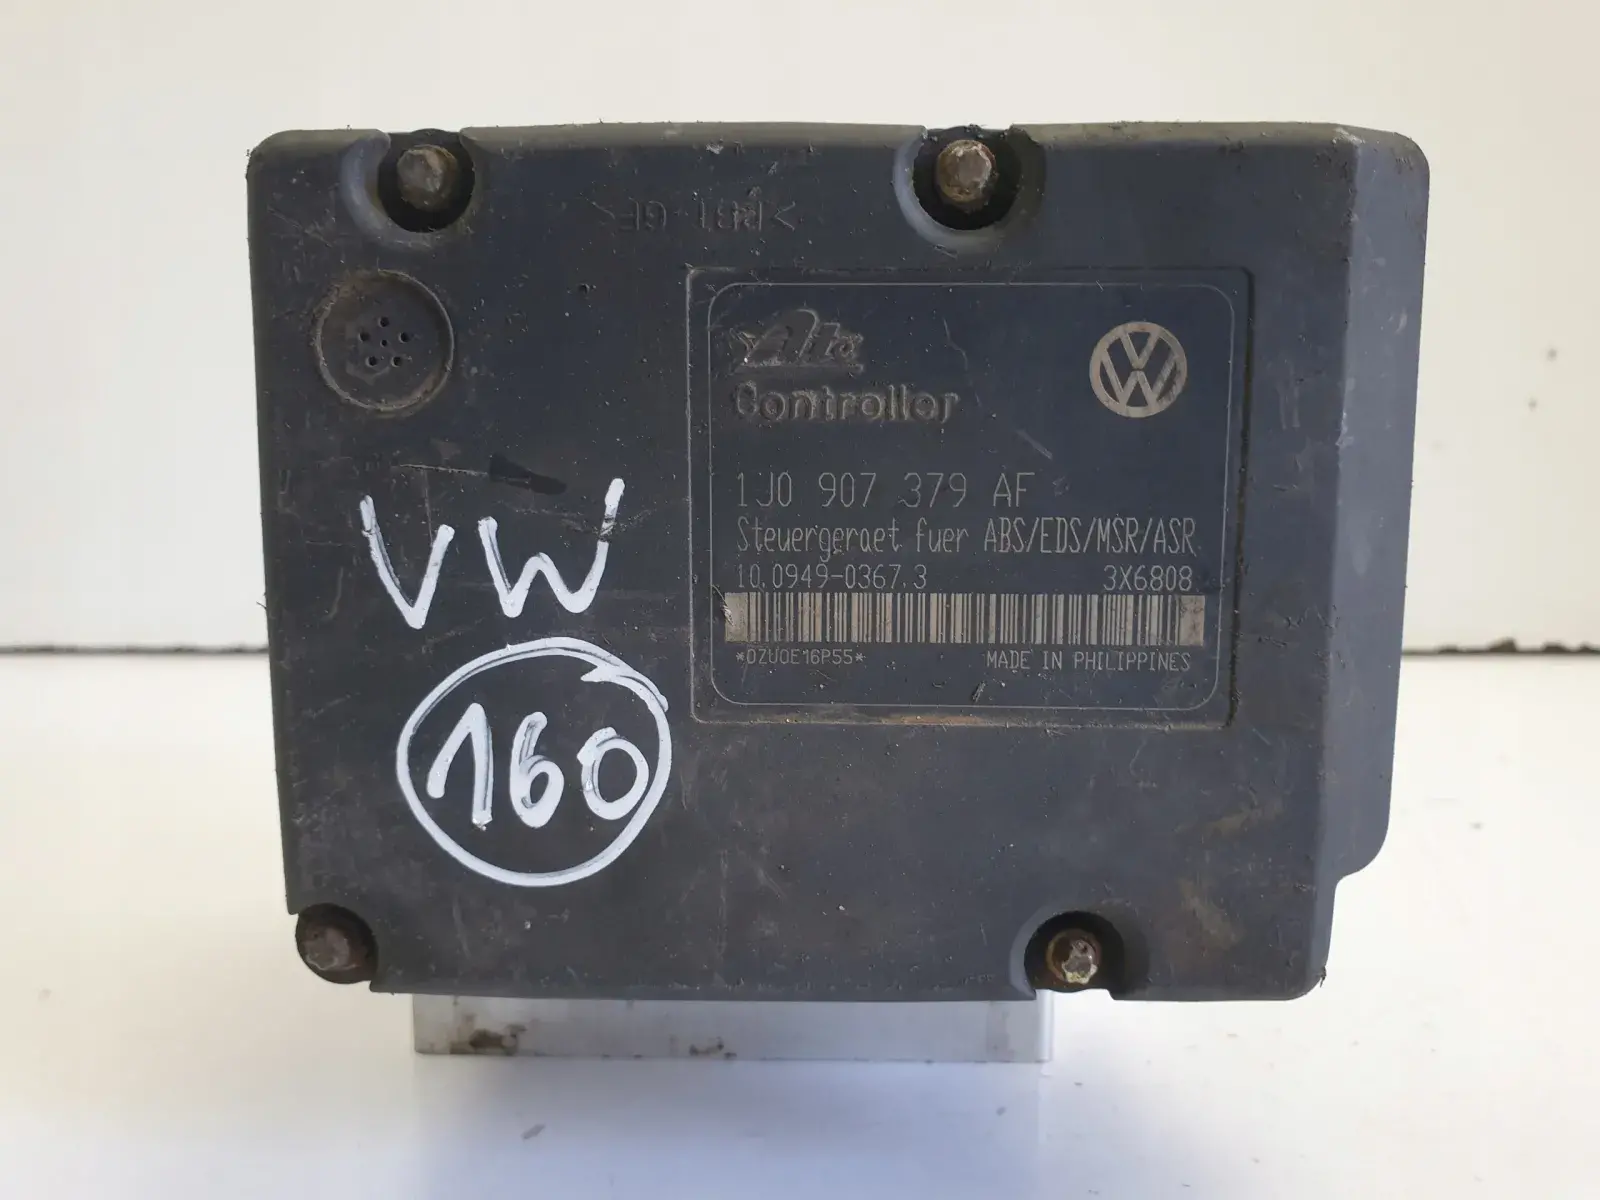 Ate
Controller
1J0 907 379 AF
Steuergeraet fuer ABS/EDS/MSR/ASR
10.0949-0367.3 3X6808
*0ZU0E16P55*
MADE IN PHILIPPINES
VW
160